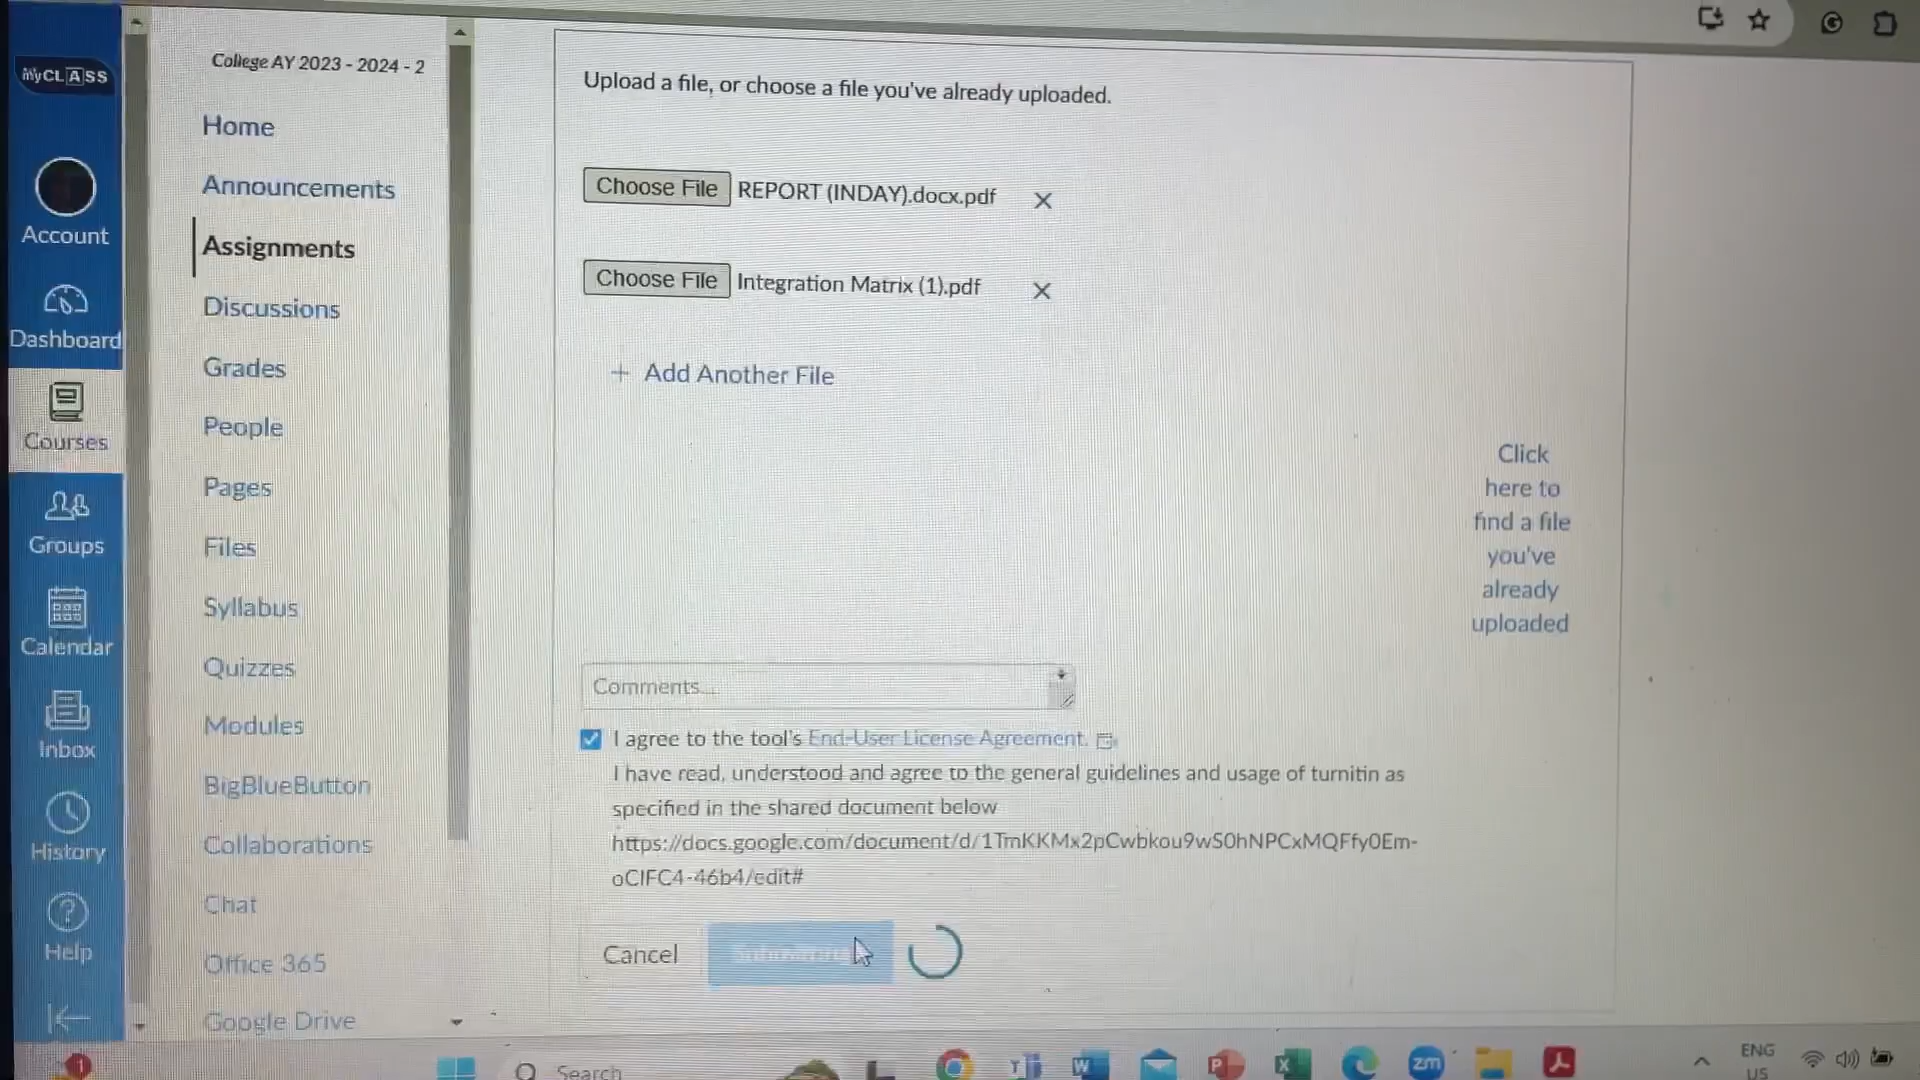 myCLASS
Account
Dashboard
Courses
Groups
Calendar
Inbox
History
Help
College AY 2023 - 2024 - 2
Home
Announcements
Assignments
Discussions
Grades
People
Pages
Files
Syllabus
Quizzes
Modules
BigBlueButton
Collaborations
Chat
Office 365
Google Drive
Upload a file, or choose a file you've already uploaded.
Choose File REPORT (INDAY).docx.pdf
Choose File Integration Matrix (1).pdf
+ Add Another File
Click
here to
find a file
you've
already
uploaded
Comments...
I agree to the tool's End-User License Agreement.
I have read, understood and agree to the general guidelines and usage of turnitin as
specified in the shared document below
https://docs.google.com/document/d/1TmKKMx2pCwbkou9wS0hNPCxMQFfy0Em-
oCIFC4-46b4/edit#
Cancel
1
Search
W
P
X
zm
ENG
US